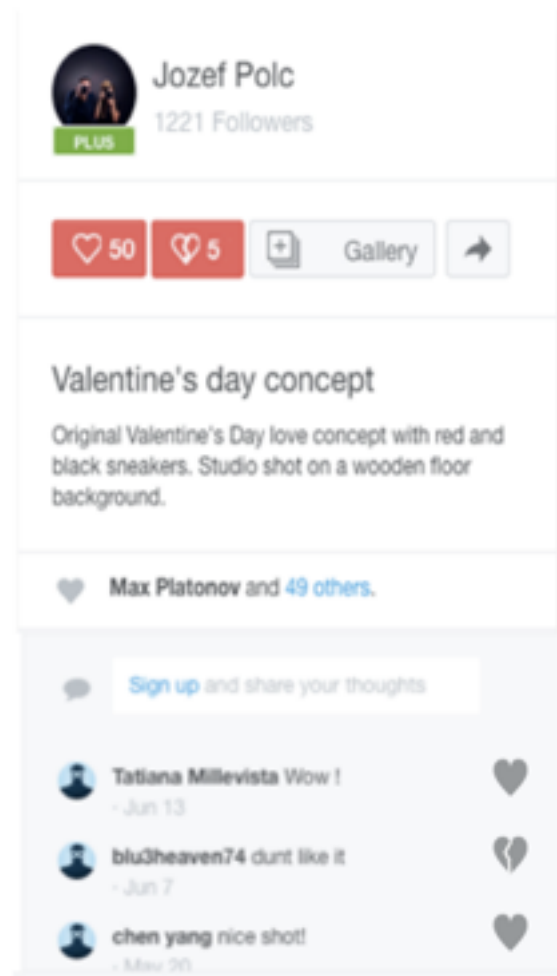 Jozef Polc
1221 Followers
PLUS
50 5 Gallery
Valentine's day concept
Original Valentine's Day love concept with red and
black sneakers. Studio shot on a wooden floor
background.
Max Platonov and 49 others.
Sign up and share your thoughts
Tatiana Millevista Wow !
- Jun 13
blu3heaven74 dunt like it
- Jun 7
chen yang nice shot!
- May 20